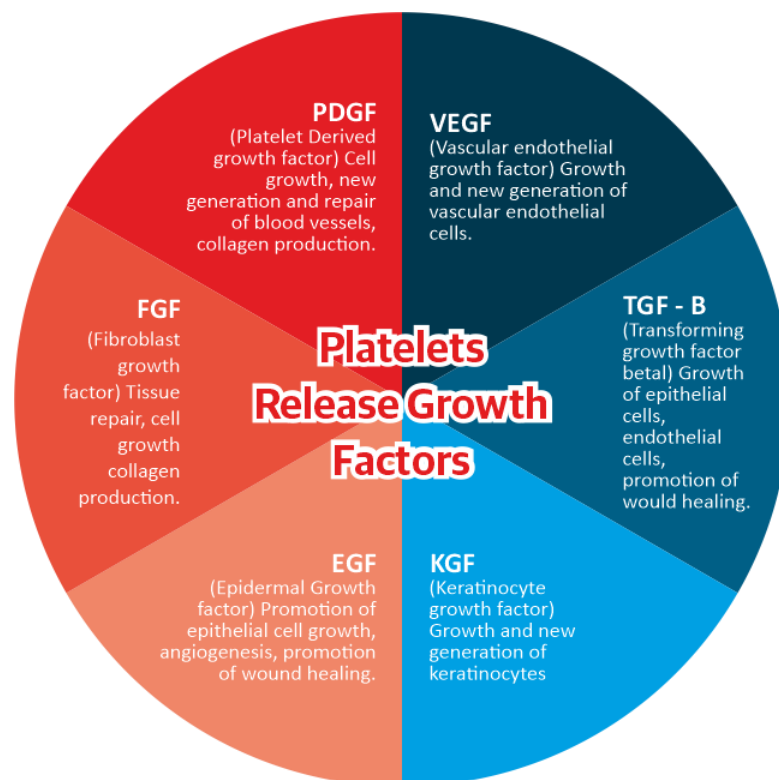 PDGF
(Platelet Derived
growth factor) Cell
growth, new
generation and repair
of blood vessels,
collagen production.
VEGF
(Vascular endothelial
growth factor) Growth
and new generation of
vascular endothelial
cells.
FGF
(Fibroblast
growth
factor) Tissue
repair, cell
growth
collagen
production.
Platelets
Release Growth
Factors
TGF - B
(Transforming
growth factor
betal) Growth
of epithelial
cells,
endothelial
cells,
promotion of
would healing.
EGF
(Epidermal Growth
factor) Promotion of
epithelial cell growth,
angiogenesis, promotion
of wound healing.
KGF
(Keratinocyte
growth factor)
Growth and new
generation of
keratinocytes